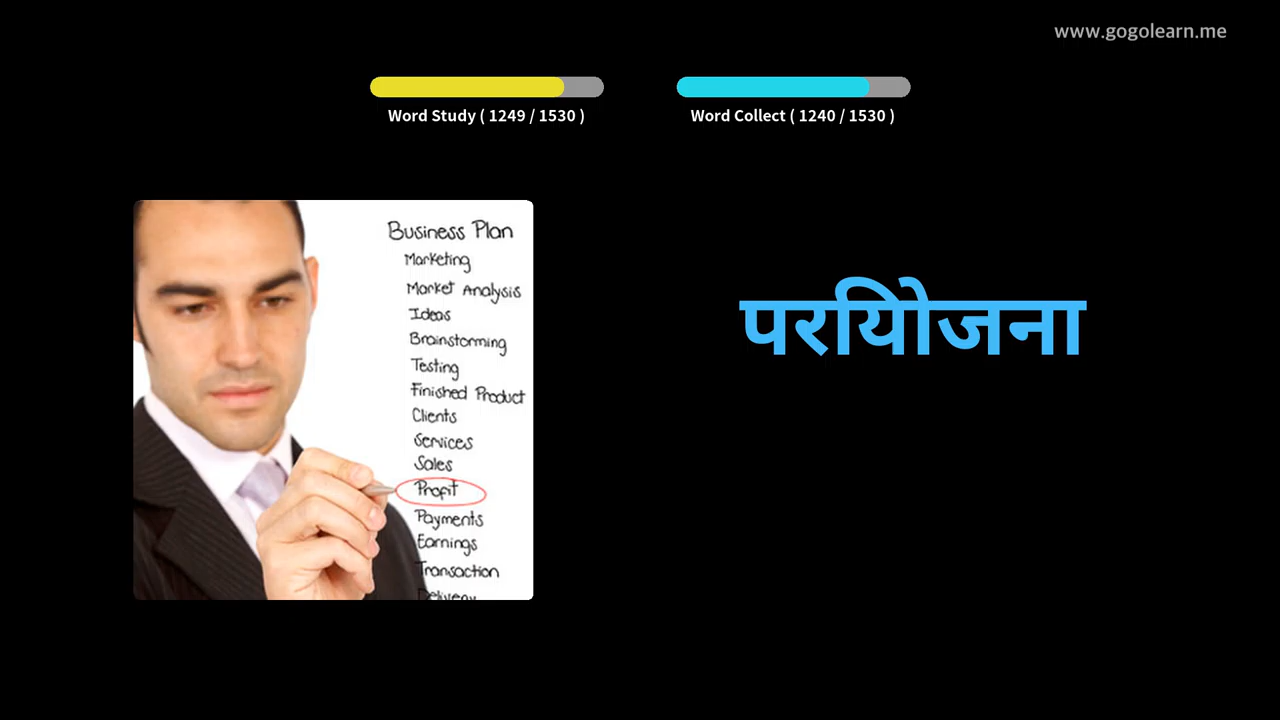 www.gogolearn.me
Word Study ( 1249 / 1530 )
Word Collect ( 1240 / 1530 )
Business Plan
Marketing
Market Analysis
Ideas
Brainstorming
Testing
Finished Product
Clients
Services
Sales
Profit
Payments
Earnings
Transaction
Delivery
परियोजना